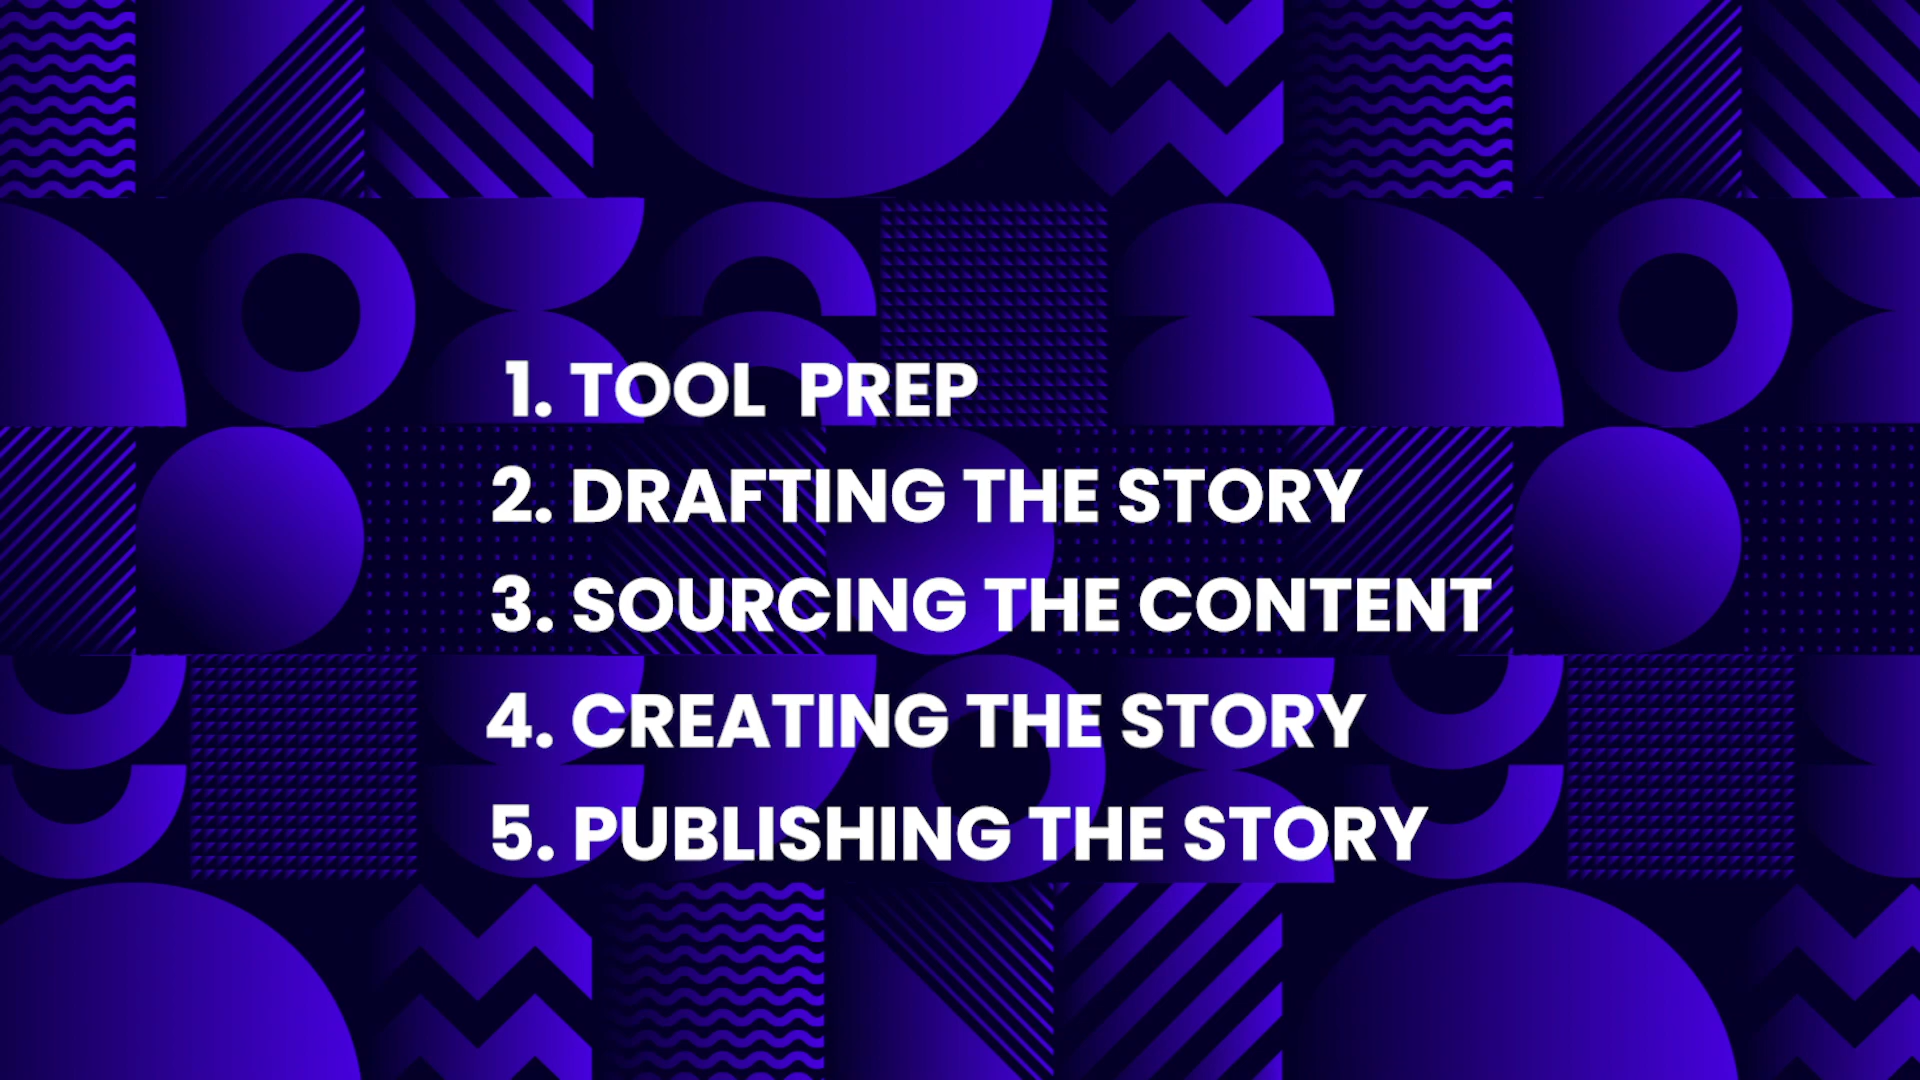 1. TOOL PREP
2. DRAFTING THE STORY
3. SOURCING THE CONTENT
4. CREATING THE STORY
5. PUBLISHING THE STORY